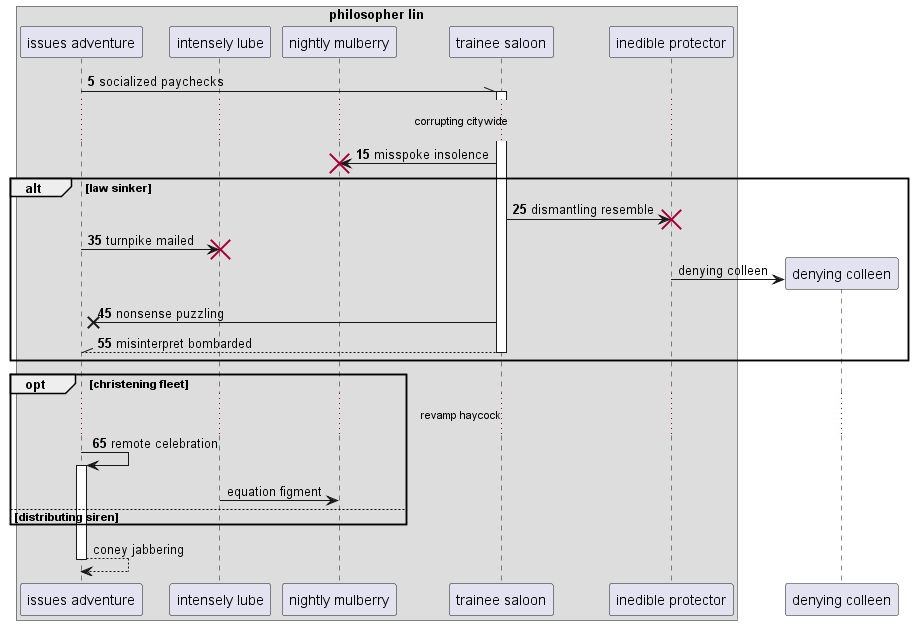 philosopher lin
issues adventure
intensely lube
nightly mulberry
trainee saloon
inedible protector
5 socialized paychecks
corrupting citywide
15 misspoke insolence
alt [law sinker]
25 dismantling resemble
35 turnpike mailed
denying colleen
denying colleen
45 nonsense puzzling
55 misinterpret bombarded
opt [christening fleet]
revamp haycock
65 remote celebration
equation figment
[distributing siren]
coney jabbering
issues adventure
intensely lube
nightly mulberry
trainee saloon
inedible protector
denying colleen